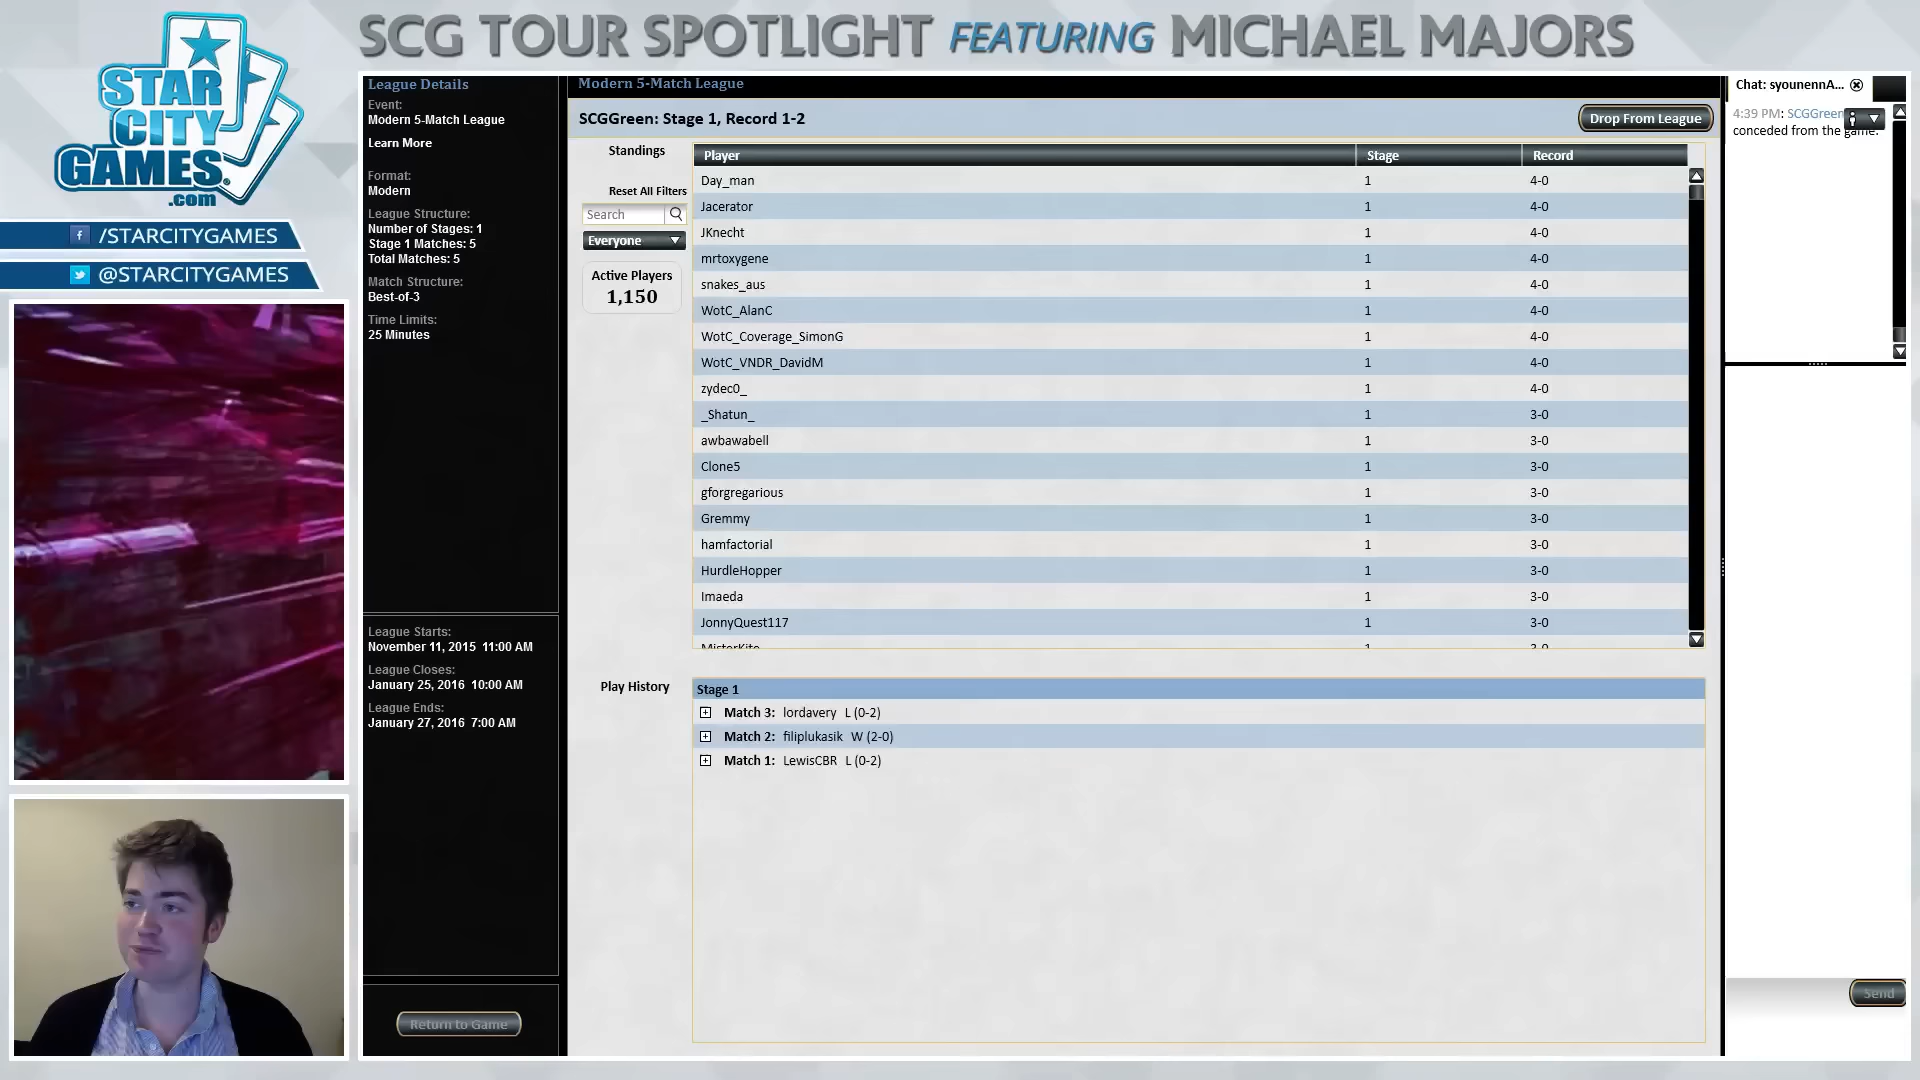 SCG TOUR SPOTLIGHT FEATURING MICHAEL MAJORS
STAR
CITY
GAMES.
.com
/STARCITYGAMES
@STARCITYGAMES
League Details
Event:
Modern 5-Match League
Learn More
Format:
Modern
League Structure:
Number of Stages: 1
Stage 1 Matches: 5
Total Matches: 5
Match Structure:
Best-of-3
Time Limits:
25 Minutes
League Starts:
November 11, 2015 11:00 AM
League Closes:
January 25, 2016 10:00 AM
League Ends:
January 27, 2016 7:00 AM
Return to Game
Modern 5-Match League
SCGGreen: Stage 1, Record 1-2
Drop From League
Standings
Reset All Filters
Search
Everyone
Active Players
1,150
Player Stage Record
Day_man 1 4-0
Jacerator 1 4-0
JKnecht 1 4-0
mrtoxygene 1 4-0
snakes_aus 1 4-0
WotC_AlanC 1 4-0
WotC_Coverage_SimonG 1 4-0
WotC_VNDR_DavidM 1 4-0
zydec0_ 1 4-0
_Shatun_ 1 3-0
awbawabell 1 3-0
Clone5 1 3-0
gforgregarious 1 3-0
Gremmy 1 3-0
hamfactorial 1 3-0
HurdleHopper 1 3-0
Imaeda 1 3-0
JonnyQuest117 1 3-0
Play History
Stage 1
Match 3: lordavery L (0-2)
Match 2: filiplukasik W (2-0)
Match 1: LewisCBR L (0-2)
Chat: syounennA...
4:39 PM: SCGGreen
conceded from the game.
Send